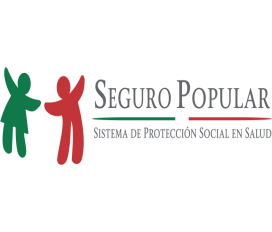 SEGURO POPULAR
SISTEMA DE PROTECCIÓN SOCIAL EN SALUD